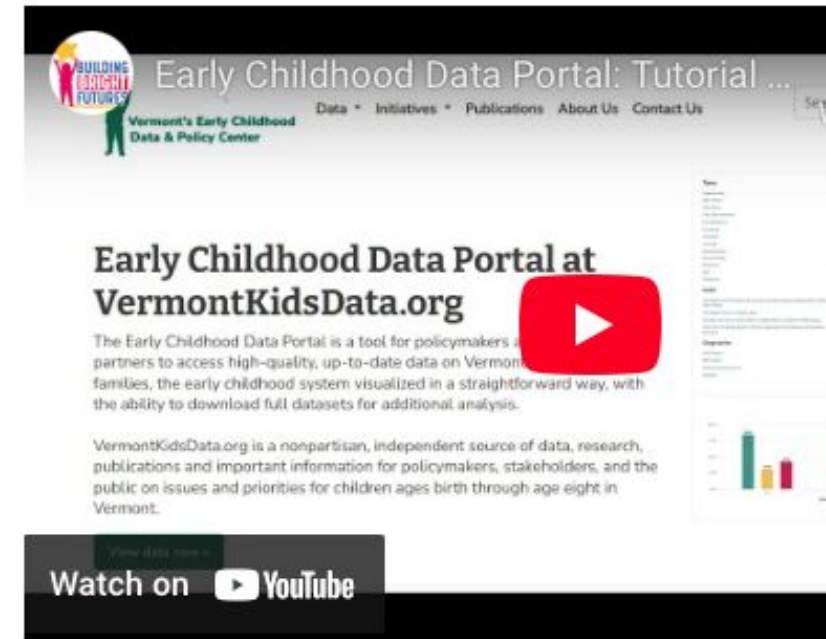 BUILDING
BRIGHT
FUTURES
Early Childhood Data Portal: Tutorial ...
Vermont's Early Childhood
Data & Policy Center
Data Initiatives Publications About Us Contact Us
Early Childhood Data Portal at
VermontKidsData.org
The Early Childhood Data Portal is a tool for policymakers
partners to access high-quality, up-to-date data on Vermont
families, the early childhood system visualized in a straightforward way, with
the ability to download full datasets for additional analysis.
VermontKidsData.org is a nonpartisan, independent source of data, research,
publications and important information for policymakers, stakeholders, and the
public on issues and priorities for children ages birth through age eight in
Vermont.
View data now »
Watch on YouTube